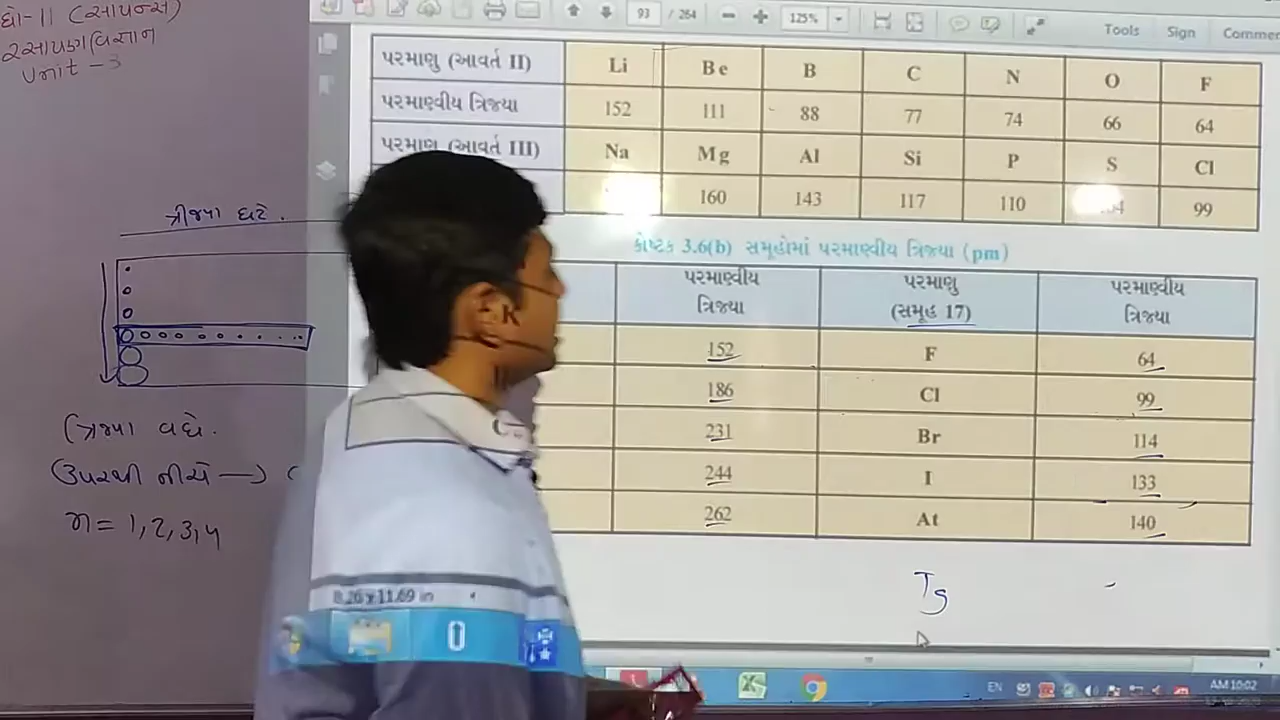 ધો-11 (સાયન્સ)
રસાયણવિજ્ઞાન
Unit - 3
93 / 264
125%
Tools Sign Commen
પરમાણુ (આવર્ત II) Li Be B C N O F
પરમાણ્વીય ત્રિજ્યા 152 111 88 77 74 66 64
પરમાણુ (આવર્ત III) Na Mg Al Si P S Cl
160 143 117 110 99
ત્રીજ્યા ઘટે.
કોષ્ટક 3.6(b) સમૂહોમાં પરમાણ્વીય ત્રિજ્યા (pm)
પરમાણ્વીય ત્રિજ્યા પરમાણુ (સમૂહ 17) પરમાણ્વીય ત્રિજ્યા
152 F 64
K
186 Cl 99
231 Br 114
244 I 133
262 At 140
ત્રિજ્યા વધે.
ઉપરથી નીચે →
n = 1, 2, 3, 4
Ts
8.26 x 11.69 in
EN
AM 10:02